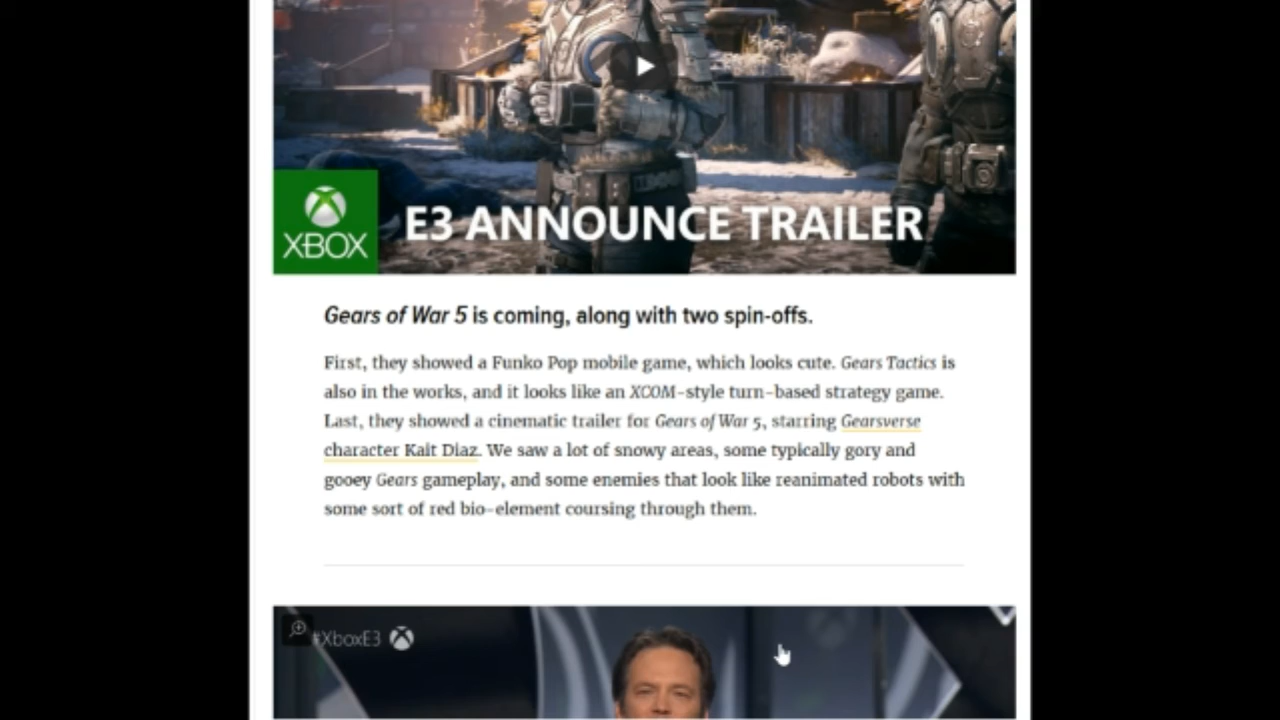 XBOX
E3 ANNOUNCE TRAILER
Gears of War 5 is coming, along with two spin-offs.
First, they showed a Funko Pop mobile game, which looks cute. Gears Tactics is
also in the works, and it looks like an XCOM-style turn-based strategy game.
Last, they showed a cinematic trailer for Gears of War 5, starring Gearsverse
character Kait Diaz. We saw a lot of snowy areas, some typically gory and
gooey Gears gameplay, and some enemies that look like reanimated robots with
some sort of red bio-element coursing through them.
#XboxE3